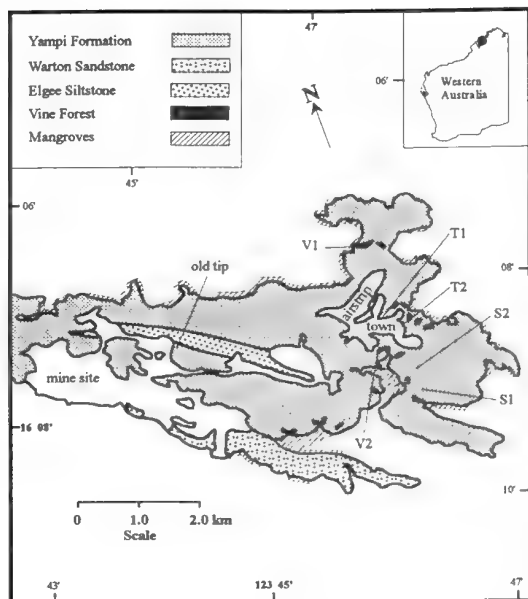 Yampi Formation
Warton Sandstone
Elgee Siltstone
Vine Forest
Mangroves
47
06'
Western
Australia
N
45'
06'
08'
V1
T1
old tip
T2
airstrip
town
S2
mine site
S1
16 08'
V2
0 1.0 2.0 km
Scale
10'
43'
123 45'
47'